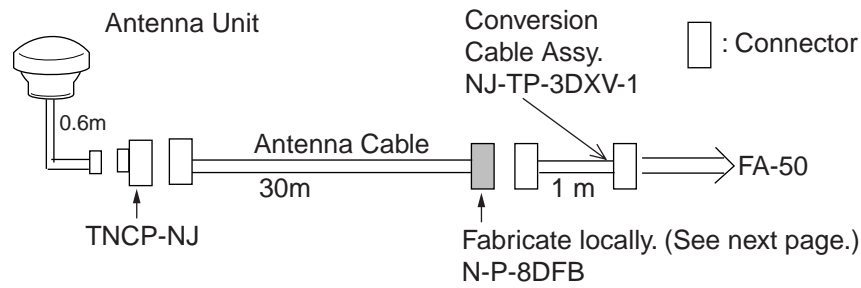 Antenna Unit
Conversion
Cable Assy.
NJ-TP-3DXV-1
: Connector
0.6m
Antenna Cable
30m
1 m
FA-50
TNCP-NJ
Fabricate locally. (See next page.)
N-P-8DFB